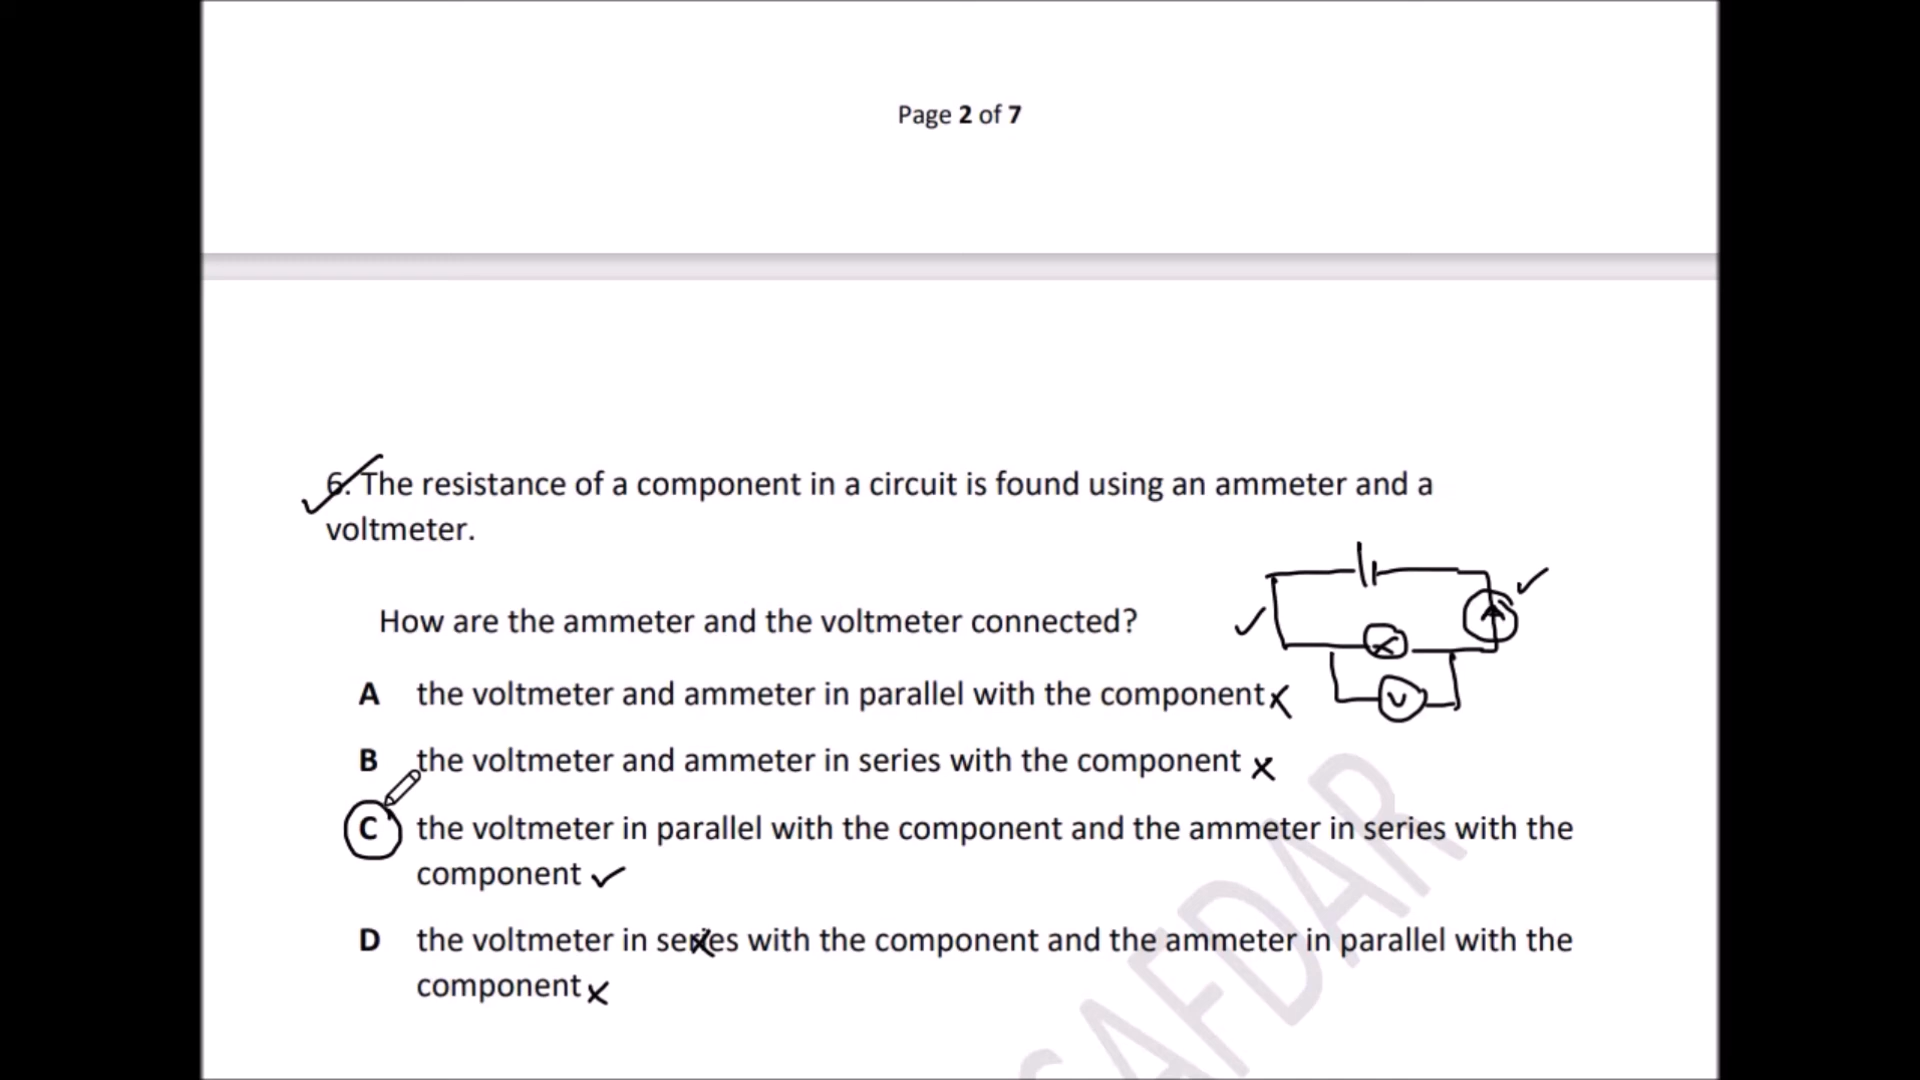 Page 2 of 7
6. The resistance of a component in a circuit is found using an ammeter and a
voltmeter.
How are the ammeter and the voltmeter connected?
A the voltmeter and ammeter in parallel with the component
B the voltmeter and ammeter in series with the component
C the voltmeter in parallel with the component and the ammeter in series with the
component
D the voltmeter in series with the component and the ammeter in parallel with the
component
V
SAFDAR